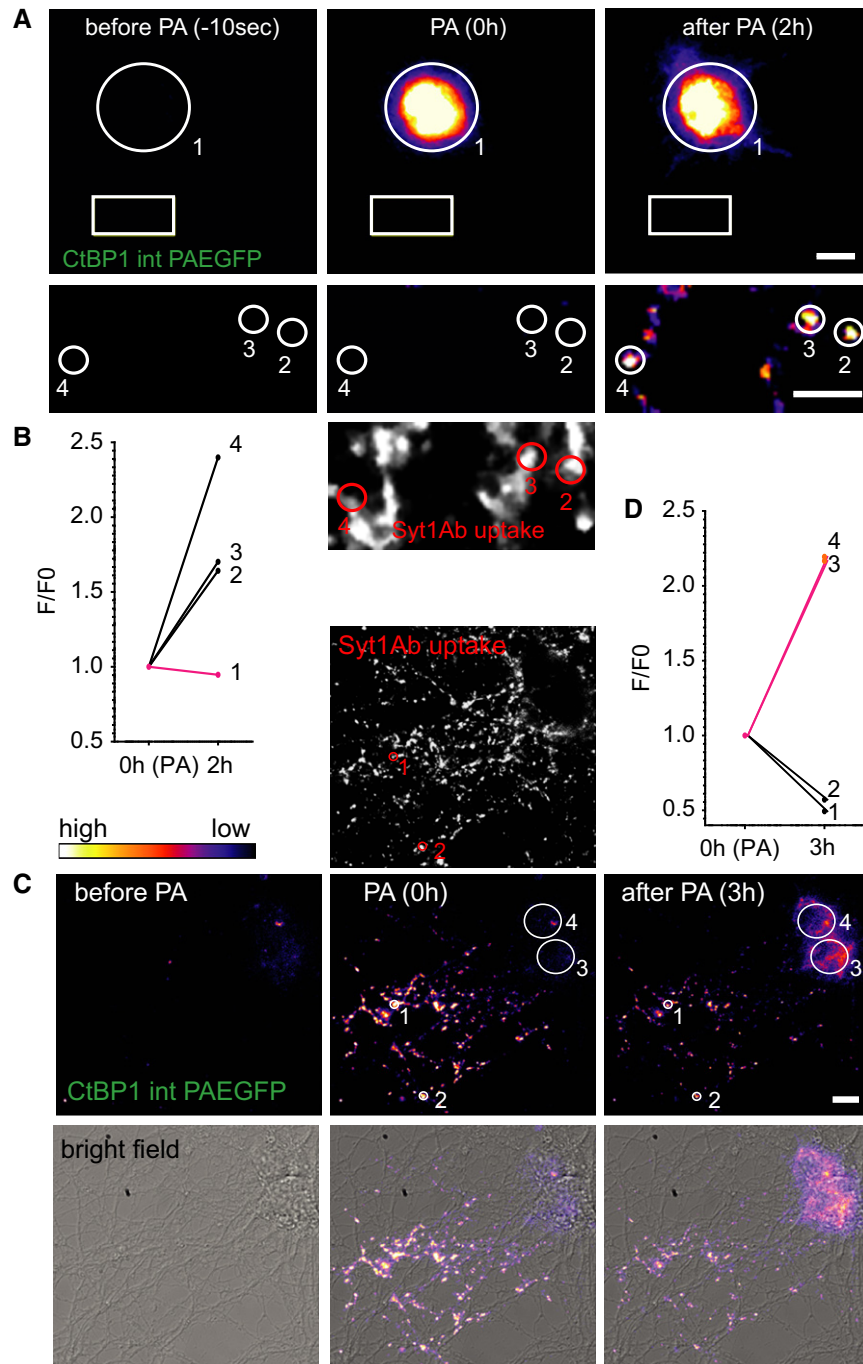 A
before PA (-10sec)
PA (0h)
after PA (2h)
1
1
1
CtBP1 int PAEGFP
3
2
4
3
2
4
3
2
4
B
2.5
2.0
1.5
1.0
0.5
F/F0
4
3
2
1
0h (PA) 2h
high low
3
2
4
Syt1Ab uptake
Syt1Ab uptake
1
2
D
2.5
2.0
1.5
1.0
0.5
F/F0
4
3
2
1
0h (PA) 3h
C
before PA
PA (0h)
after PA (3h)
4
3
1
2
4
3
1
2
CtBP1 int PAEGFP
bright field